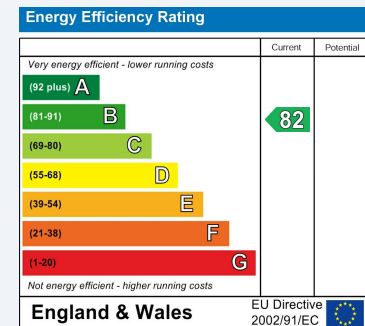 Energy Efficiency Rating
Current Potential
Very energy efficient - lower running costs
(92 plus) A
(81-91) B
82
(69-80) C
(55-68) D
(39-54) E
(21-38) F
(1-20) G
Not energy efficient - higher running costs
England & Wales
EU Directive
2002/91/EC